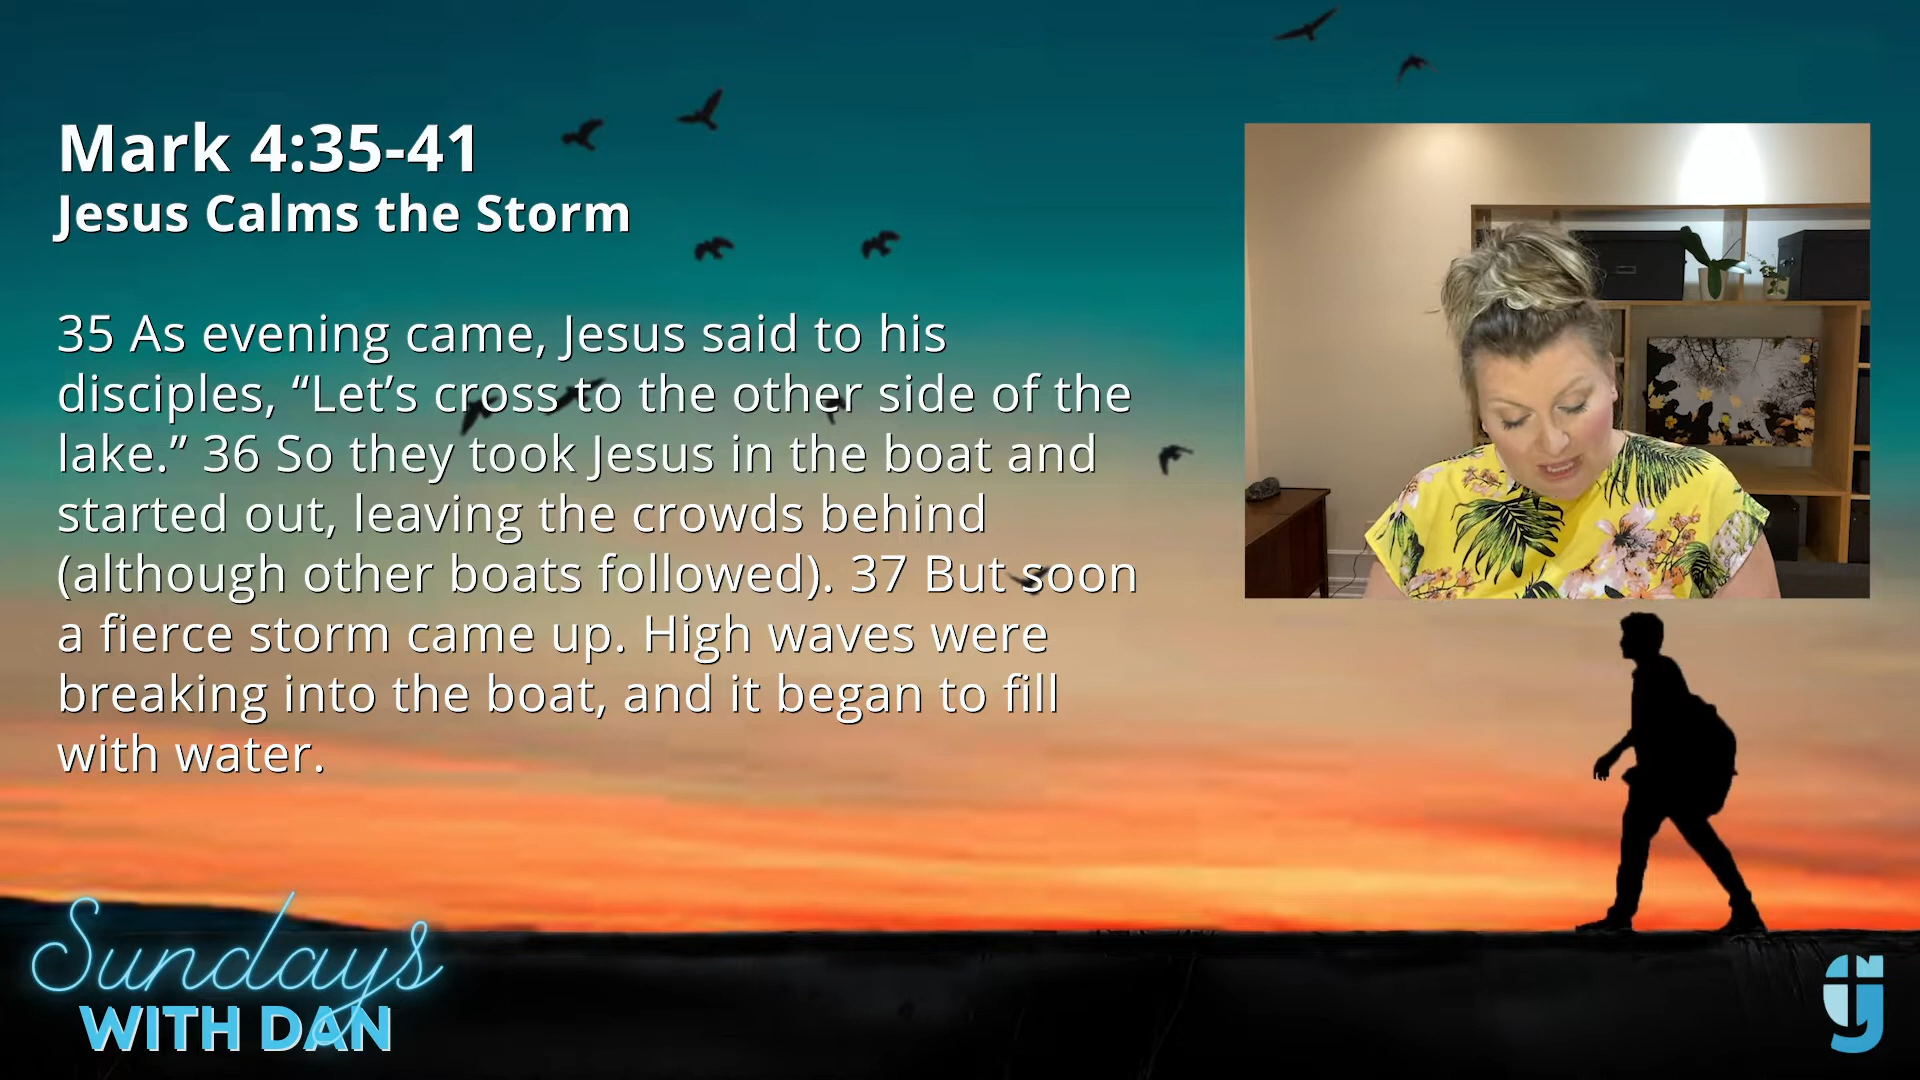 Mark 4:35-41
Jesus Calms the Storm
35 As evening came, Jesus said to his
disciples, “Let’s cross to the other side of the
lake.” 36 So they took Jesus in the boat and
started out, leaving the crowds behind
(although other boats followed). 37 But soon
a fierce storm came up. High waves were
breaking into the boat, and it began to fill
with water.
Sundays
WITH DAN